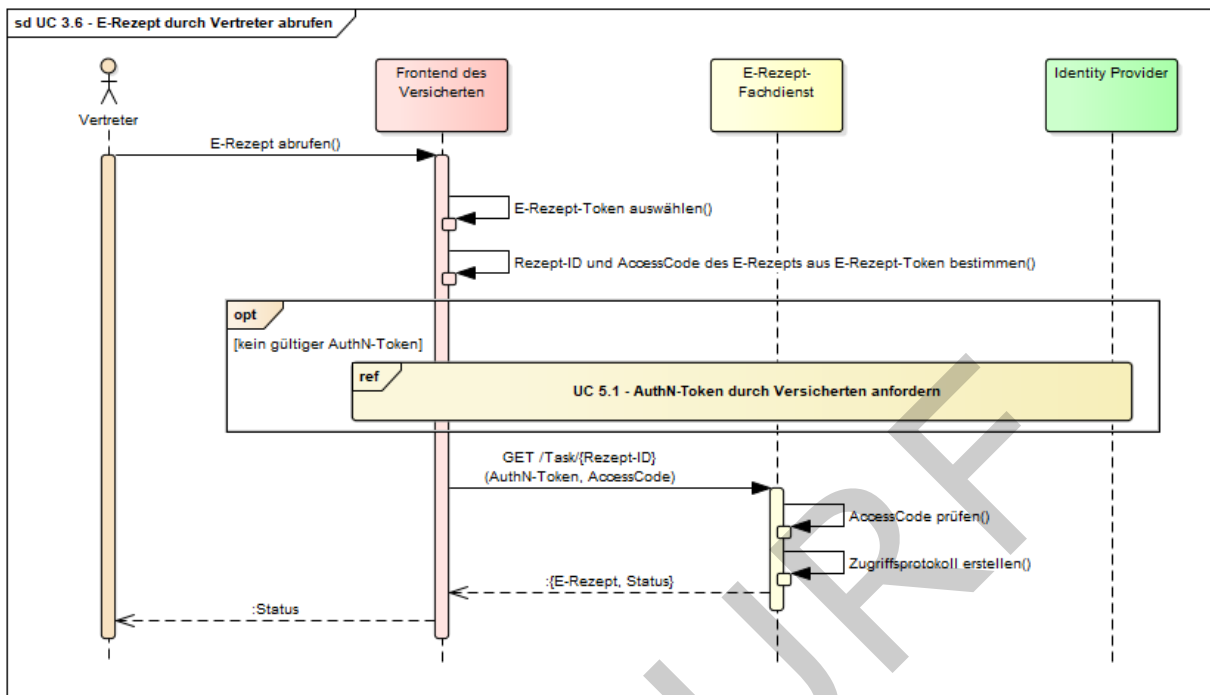 sd UC 3.6 - E-Rezept durch Vertreter abrufen
Vertreter
Frontend des
Versicherten
E-Rezept-
Fachdienst
Identity Provider
E-Rezept abrufen()
E-Rezept-Token auswählen()
Rezept-ID und AccessCode des E-Rezepts aus E-Rezept-Token bestimmen()
opt
[kein gültiger AuthN-Token]
ref
UC 5.1 - AuthN-Token durch Versicherten anfordern
GET /Task/{Rezept-ID}
(AuthN-Token, AccessCode)
AccessCode prüfen()
Zugriffsprotokoll erstellen()
:{E-Rezept, Status}
:Status
URF